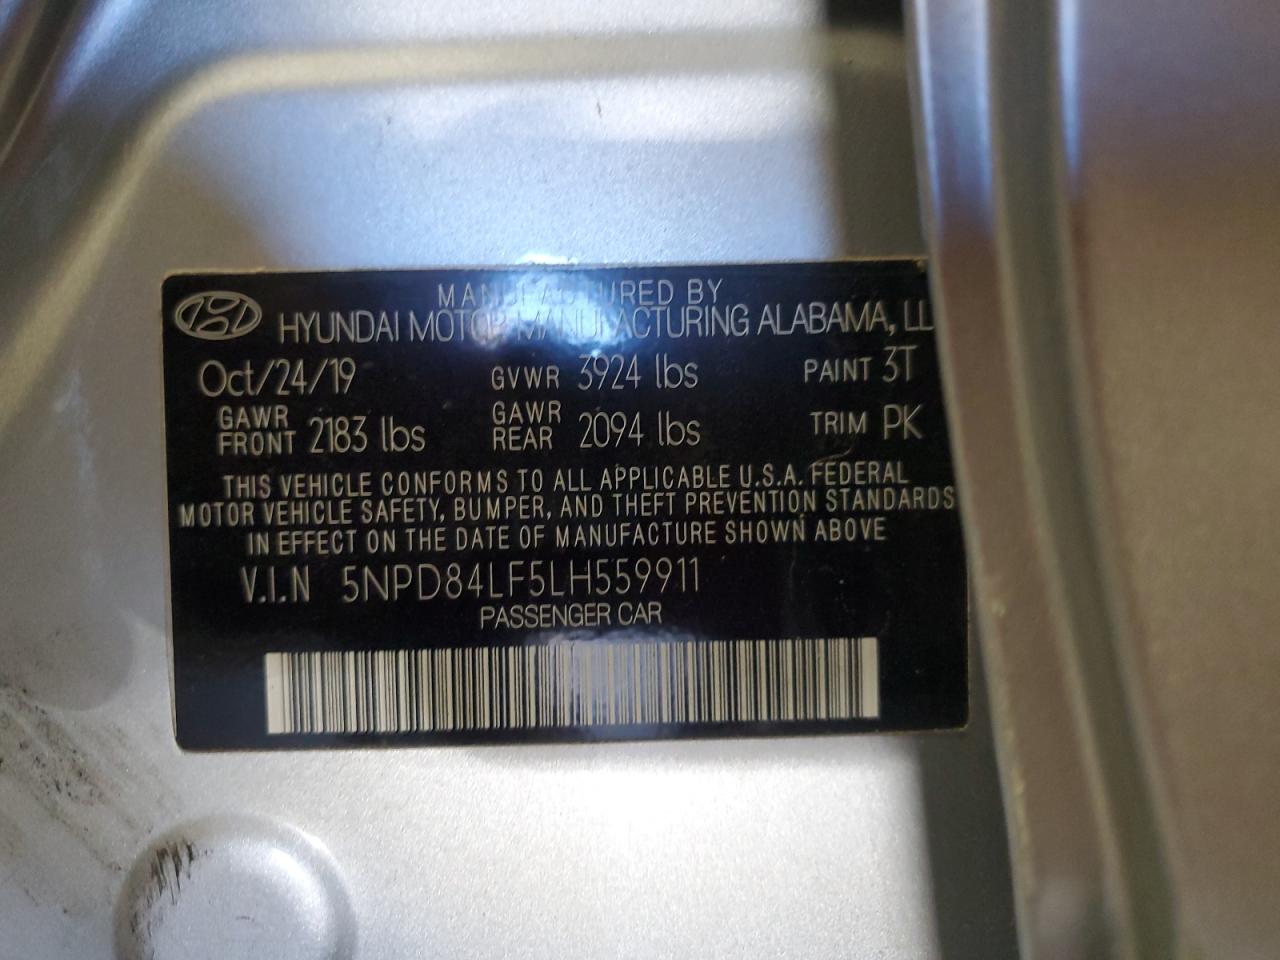 MANUFACTURED BY
HYUNDAI MOTOR MANUFACTURING ALABAMA, LL
Oct/24/19 GVWR 3924 lbs PAINT 3T
GAWR FRONT 2183 lbs GAWR REAR 2094 lbs TRIM PK
THIS VEHICLE CONFORMS TO ALL APPLICABLE U.S.A. FEDERAL
MOTOR VEHICLE SAFETY, BUMPER, AND THEFT PREVENTION STANDARDS
IN EFFECT ON THE DATE OF MANUFACTURE SHOWN ABOVE
V.I.N 5NPD84LF5LH559911
PASSENGER CAR